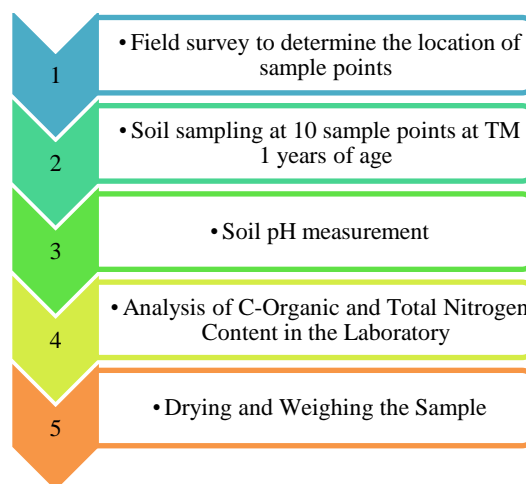 1
• Field survey to determine the location of
sample points
2
• Soil sampling at 10 sample points at TM
1 years of age
3
• Soil pH measurement
4
• Analysis of C-Organic and Total Nitrogen
Content in the Laboratory
5
• Drying and Weighing the Sample